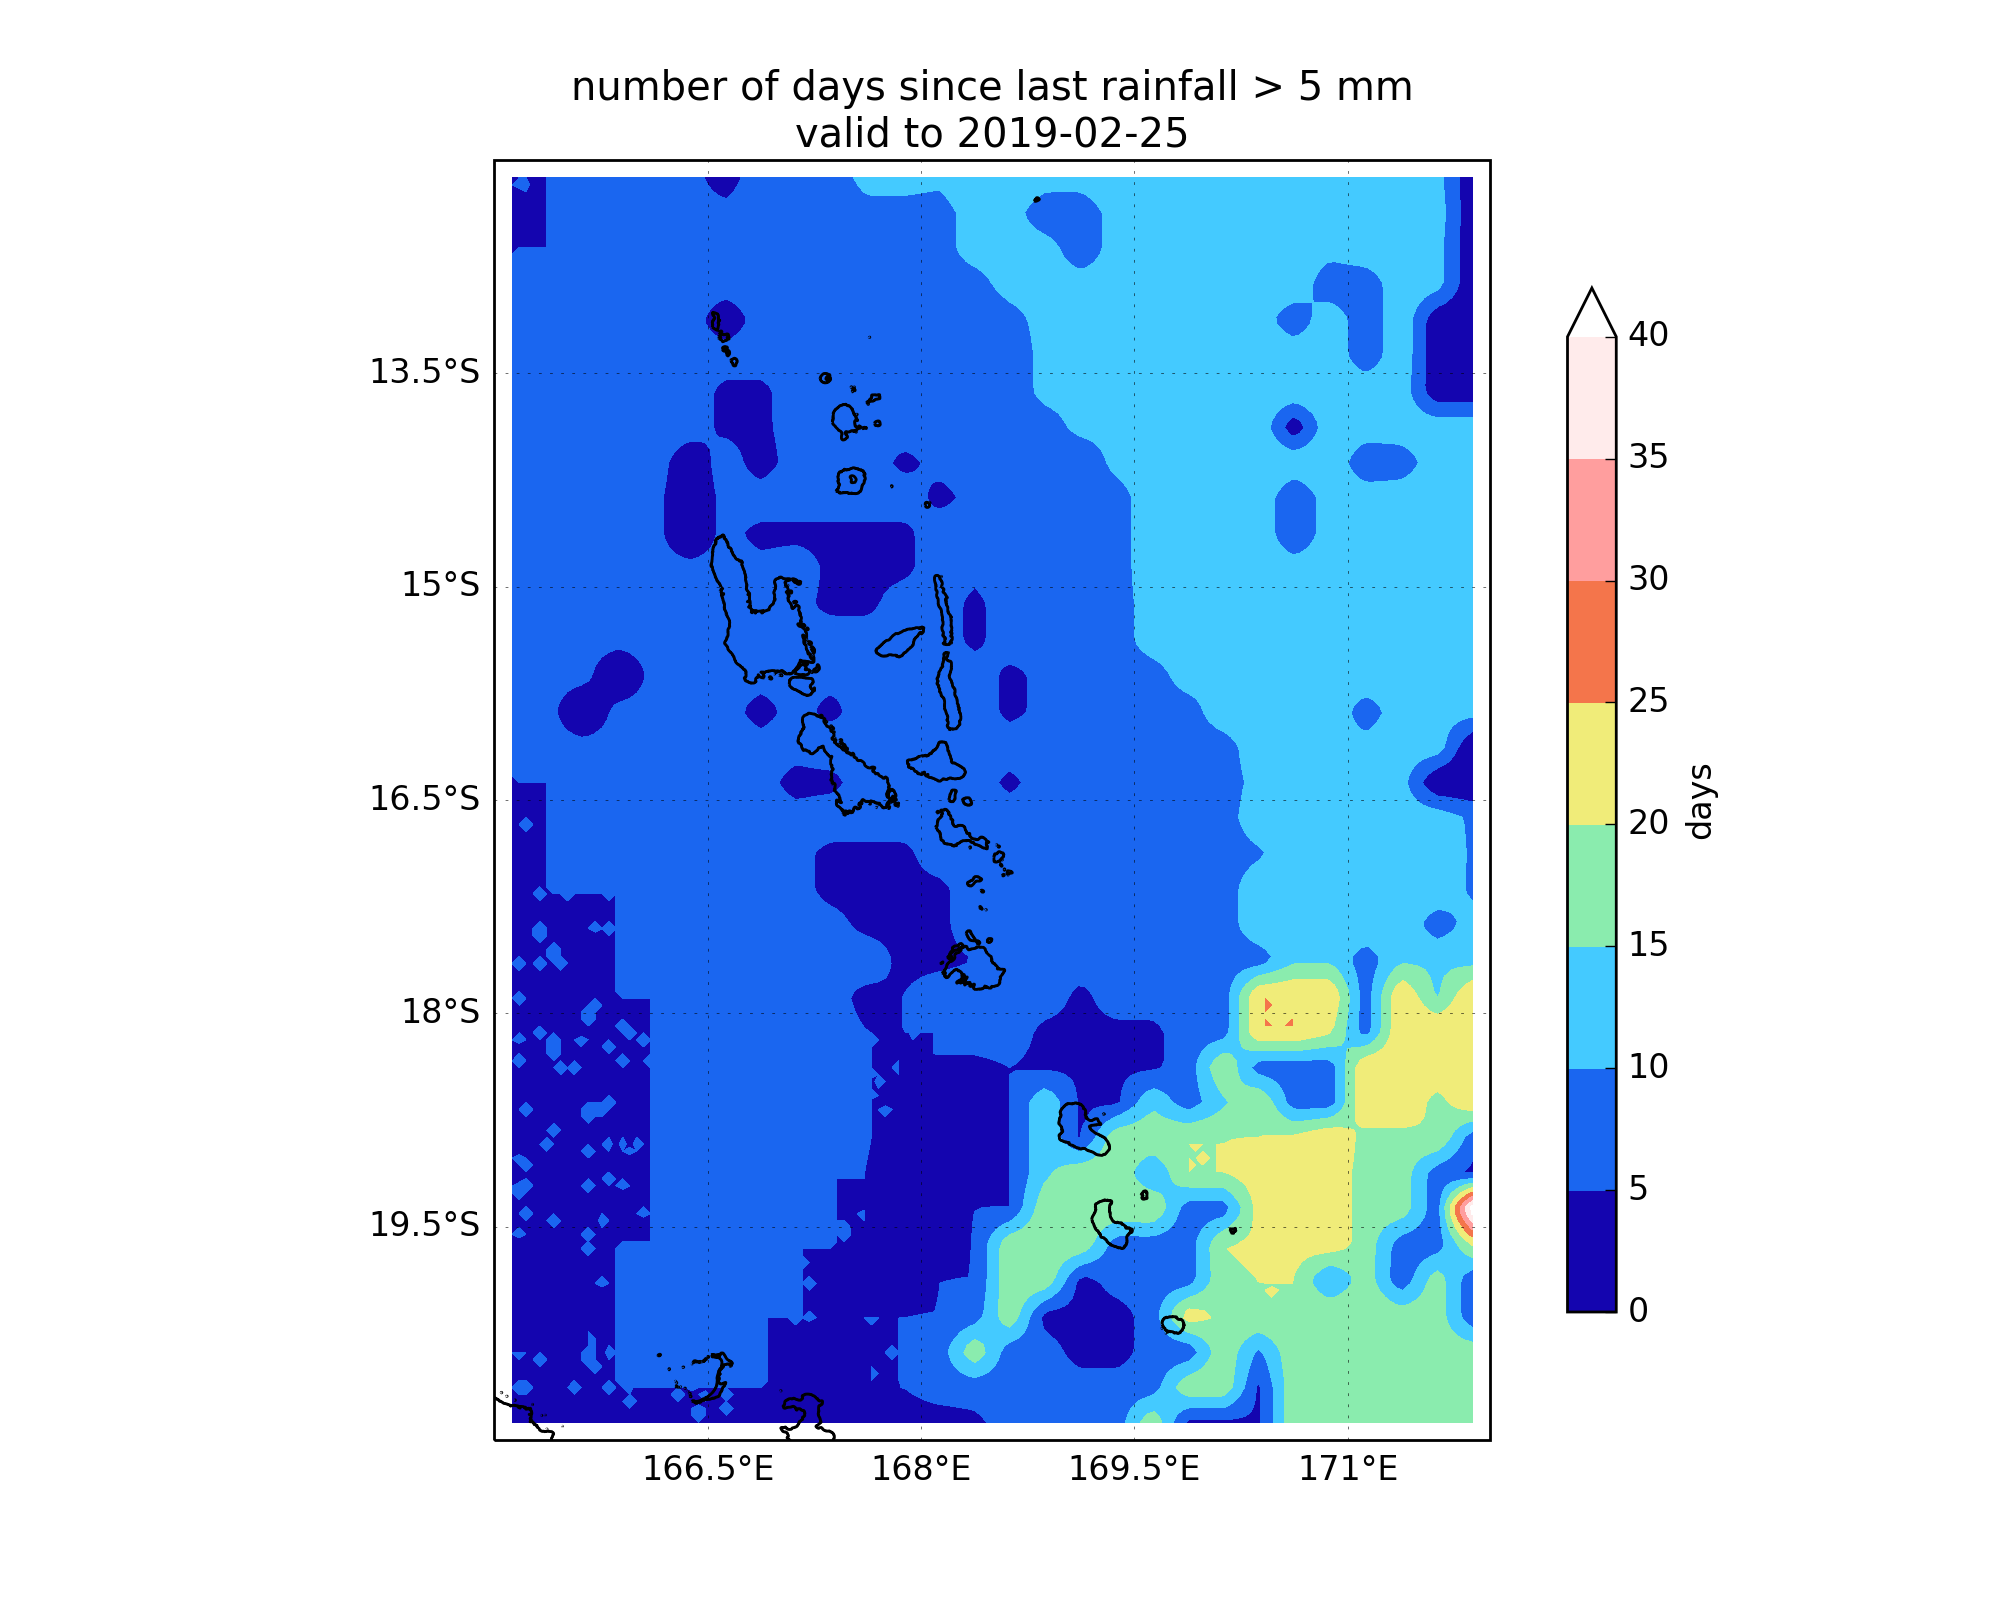 number of days since last rainfall > 5 mm
valid to 2019-02-25
13.5°S
15°S
16.5°S
18°S
19.5°S
166.5°E
168°E
169.5°E
171°E
40
35
30
25
20
15
10
5
0
days